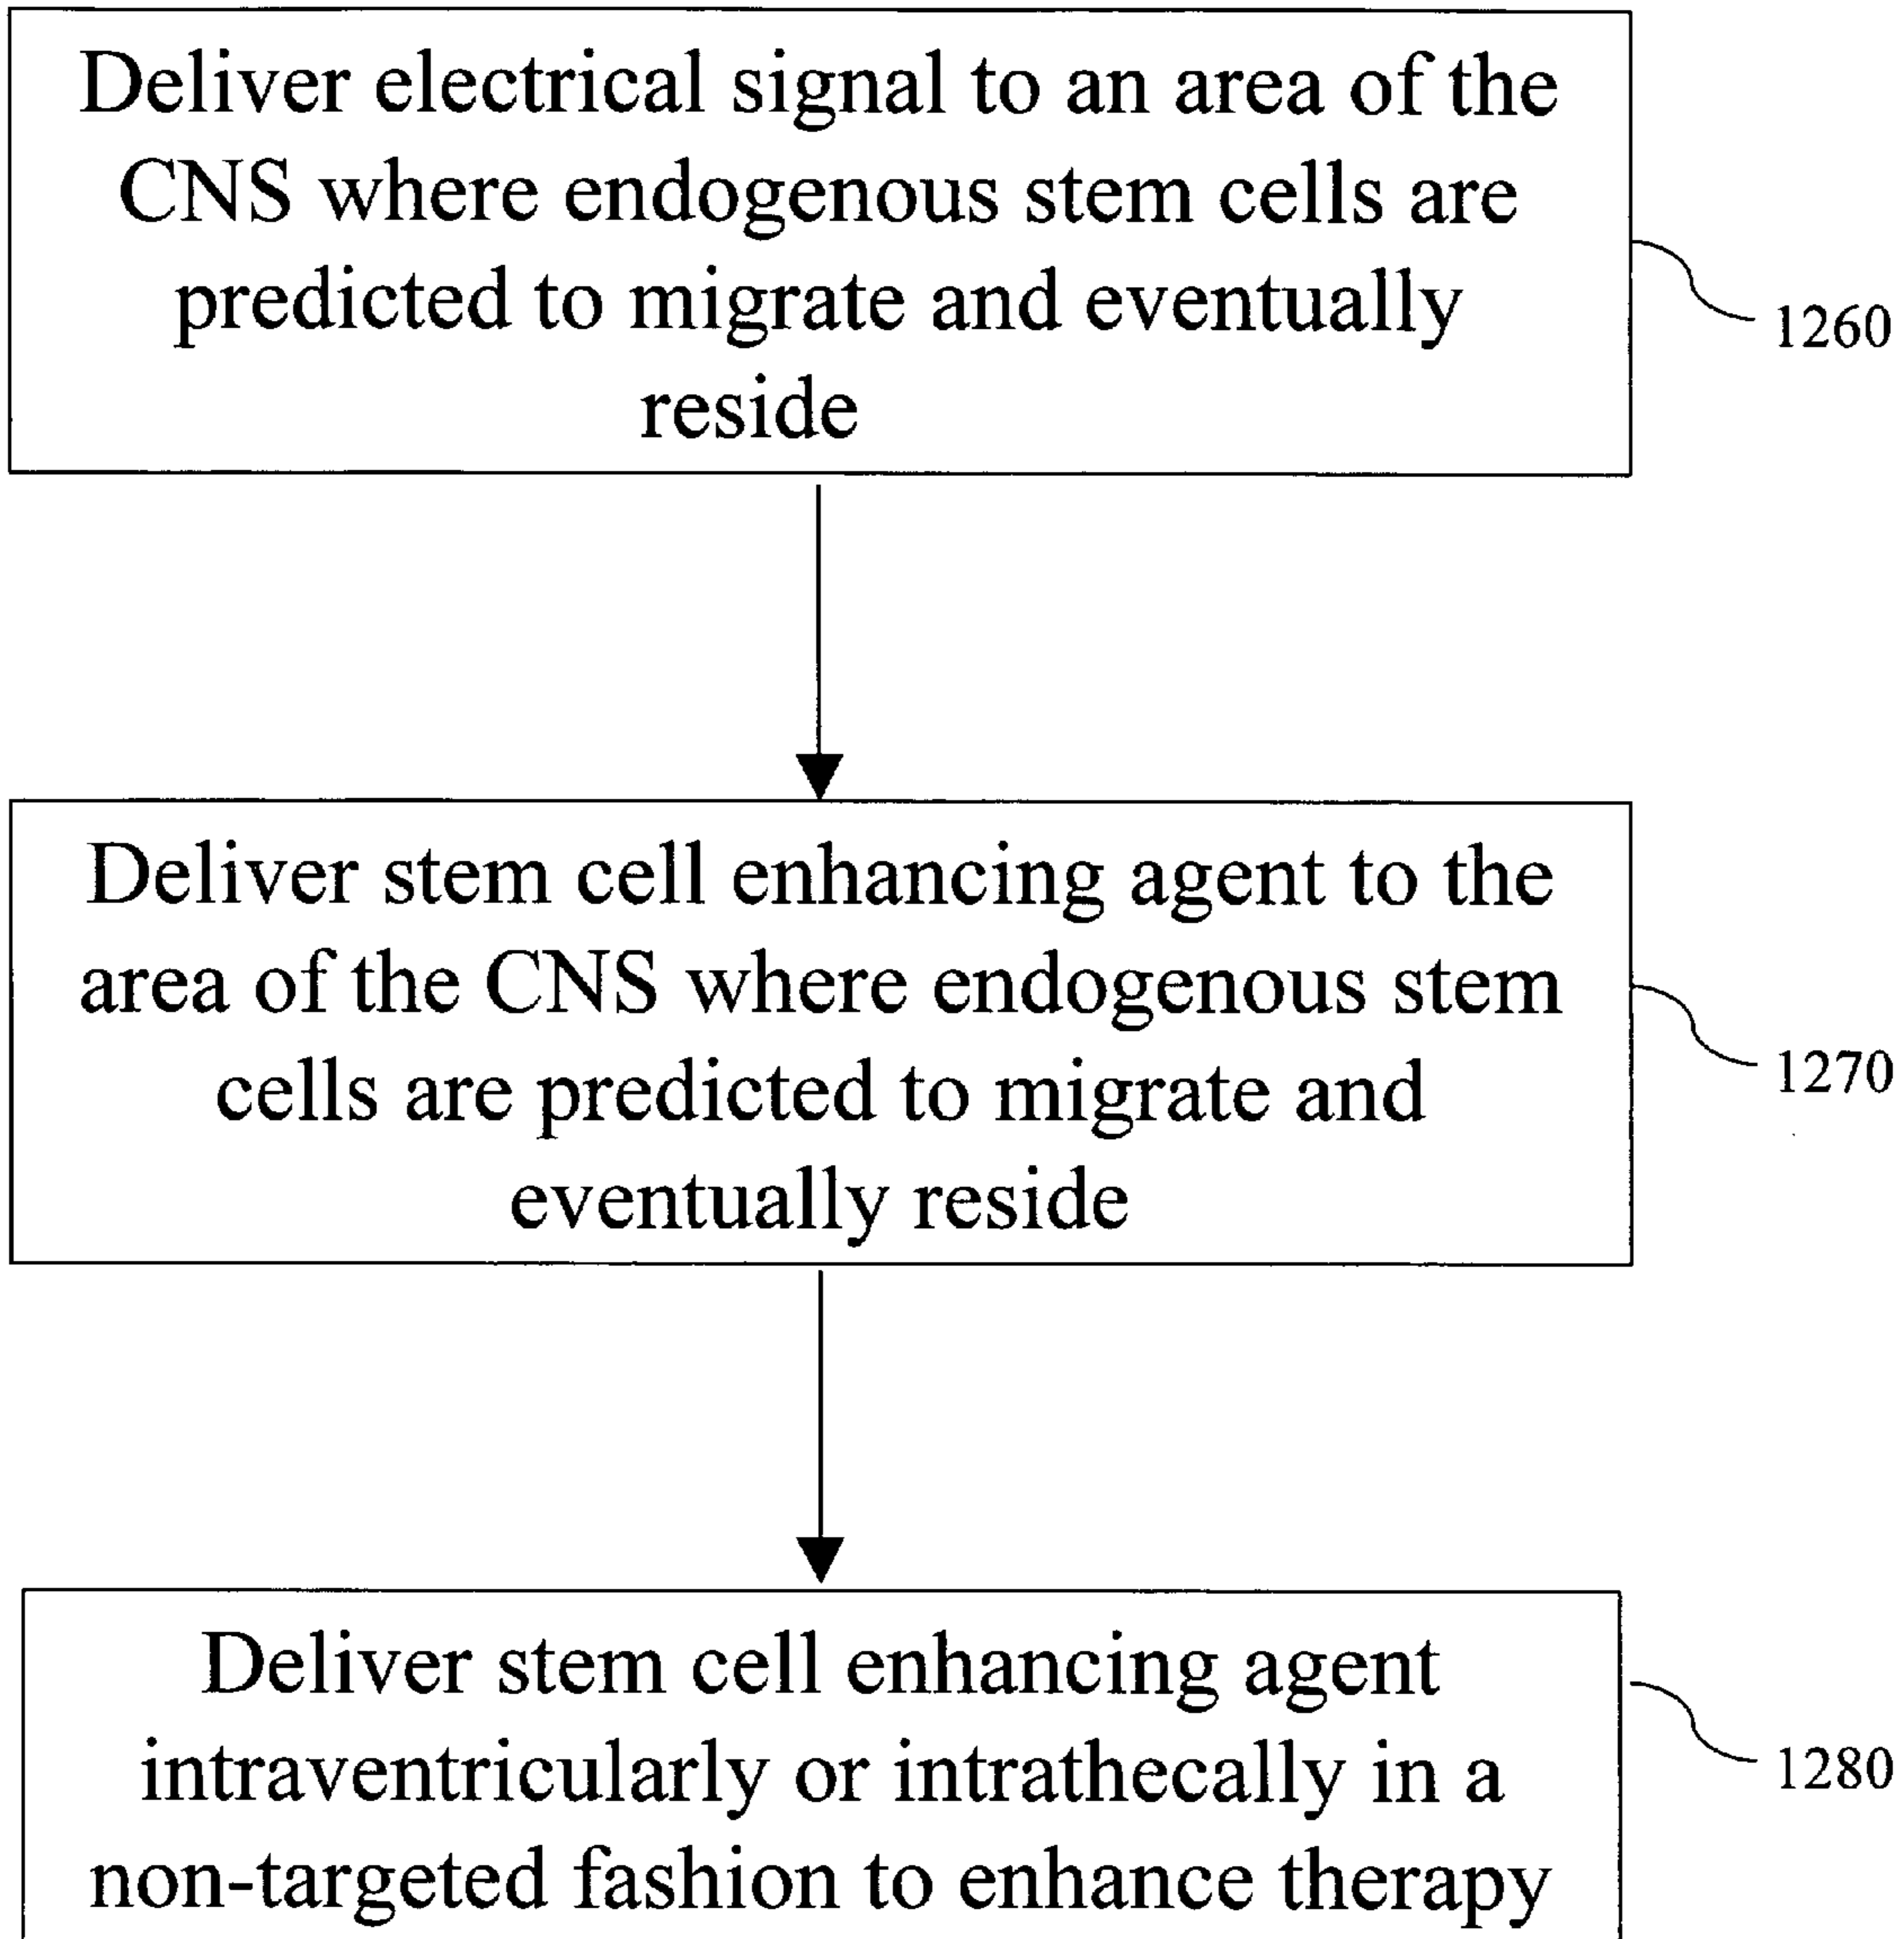 Deliver electrical signal to an area of the
CNS where endogenous stem cells are
predicted to migrate and eventually
reside
1260
Deliver stem cell enhancing agent to the
area of the CNS where endogenous stem
cells are predicted to migrate and
eventually reside
1270
Deliver stem cell enhancing agent
intraventricularly or intrathecally in a
non-targeted fashion to enhance therapy
1280